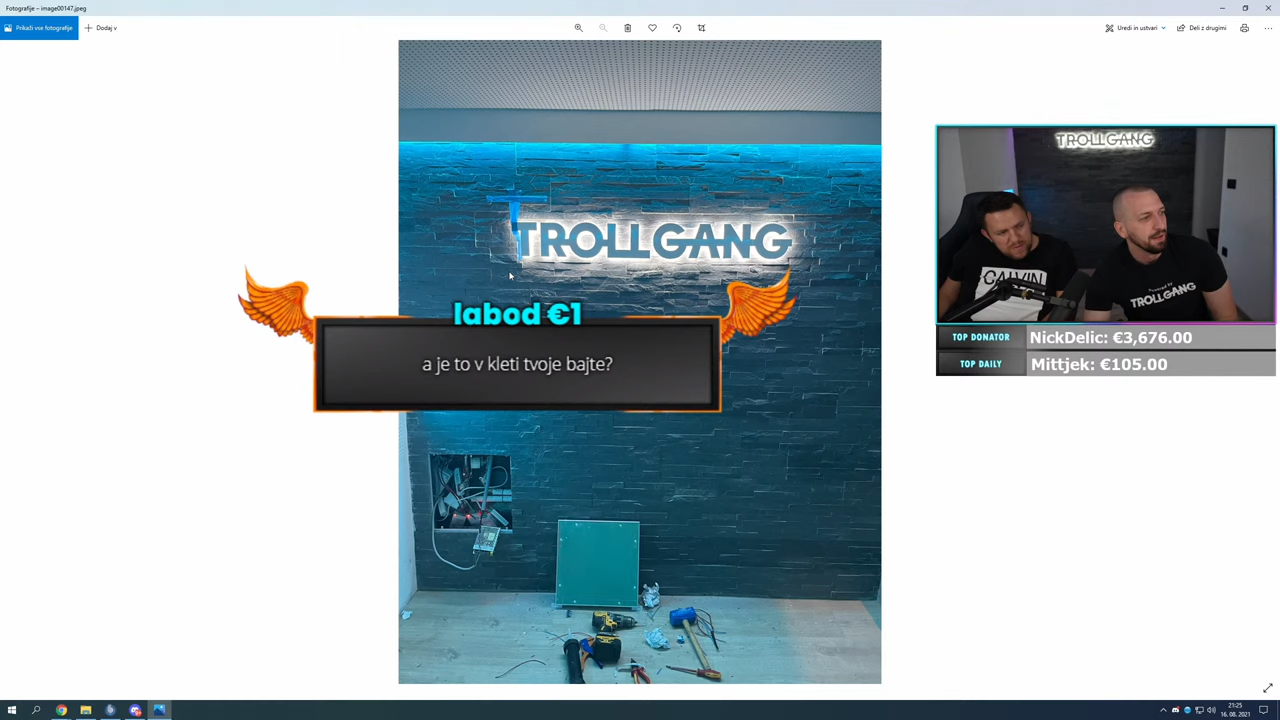 Fotografije – image00147.jpeg
Prikaži vse fotografije
Dodaj v
Uredi in ustvari
Deli z drugimi
TROLLGANG
labod €1
a je to v kleti tvoje bajte?
TROLLGANG
CALVIN
Powered by
TROLLGANG
TOP DONATOR
NickDelic: €3,676.00
TOP DAILY
Mittjek: €105.00
21:25
16. 08. 2021